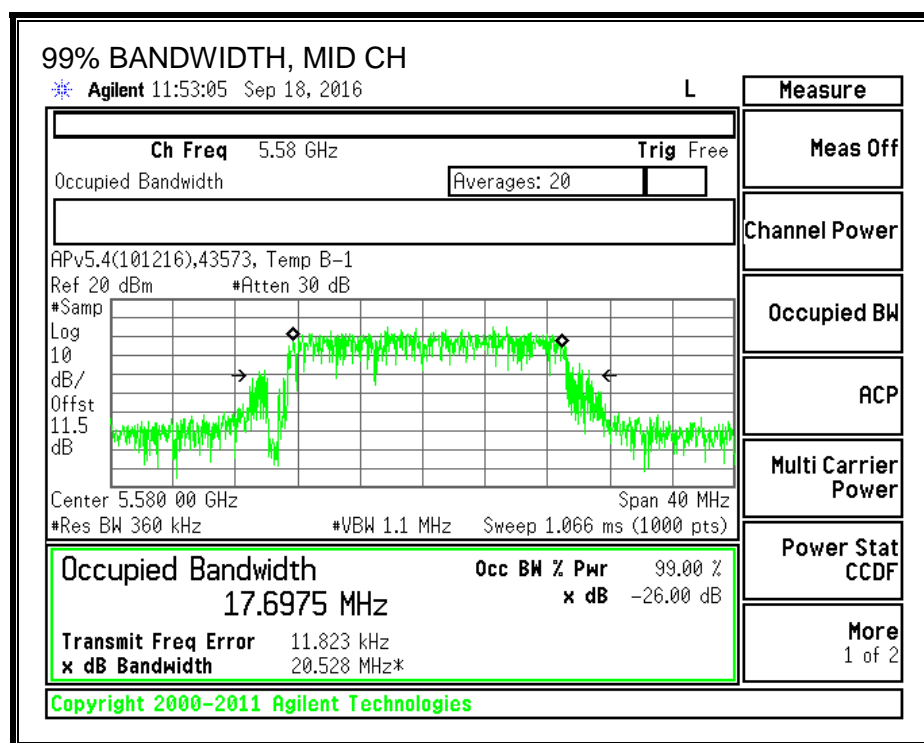 99% BANDWIDTH, MID CH
Agilent 11:53:05 Sep 18, 2016 L
Measure
Meas Off
Channel Power
Occupied BW
ACP
Multi Carrier
Power
Power Stat
CCDF
More
1 of 2
Ch Freq 5.58 GHz Trig Free
Occupied Bandwidth Averages: 20
APv5.4(101216),43573, Temp B-1
Ref 20 dBm #Atten 30 dB
#Samp
Log
10
dB/
Offst
11.5
dB
Center 5.580 00 GHz Span 40 MHz
#Res BW 360 kHz #VBW 1.1 MHz Sweep 1.066 ms (1000 pts)
Occupied Bandwidth Occ BW % Pwr 99.00 %
17.6975 MHz x dB -26.00 dB
Transmit Freq Error 11.823 kHz
x dB Bandwidth 20.528 MHz*
Copyright 2000-2011 Agilent Technologies